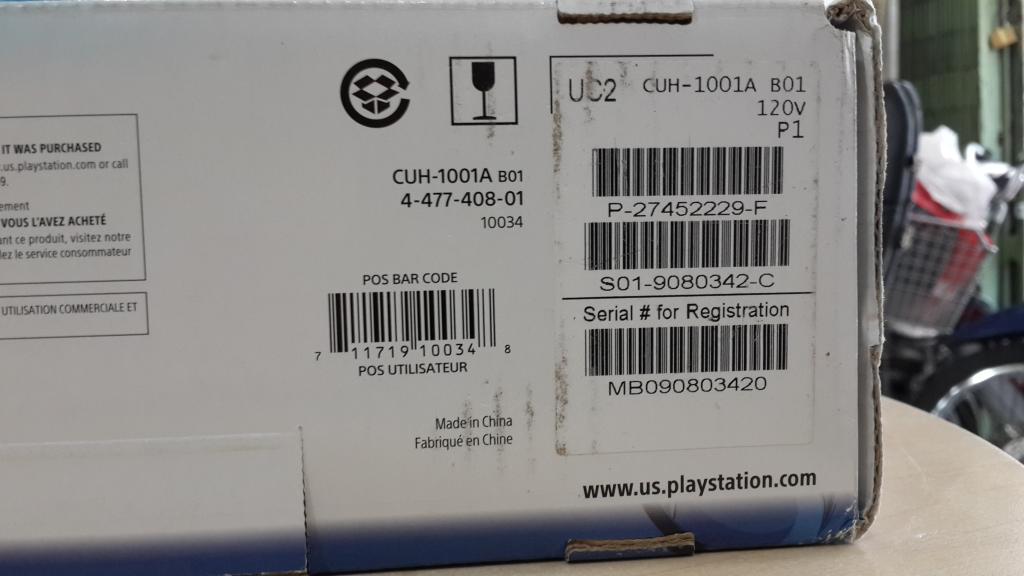 IT WAS PURCHASED
us.playstation.com or call
9.
ement
VOUS L'AVEZ ACHETÉ
ant ce produit, visitez notre
lez le service consommateur
UTILISATION COMMERCIALE ET
CUH-1001A B01
4-477-408-01
10034
POS BAR CODE
7 11719 10034 8
POS UTILISATEUR
Made in China
Fabriqué en Chine
UC2 CUH-1001A B01
120V
P1
P-27452229-F
S01-9080342-C
Serial # for Registration
MB090803420
www.us.playstation.com